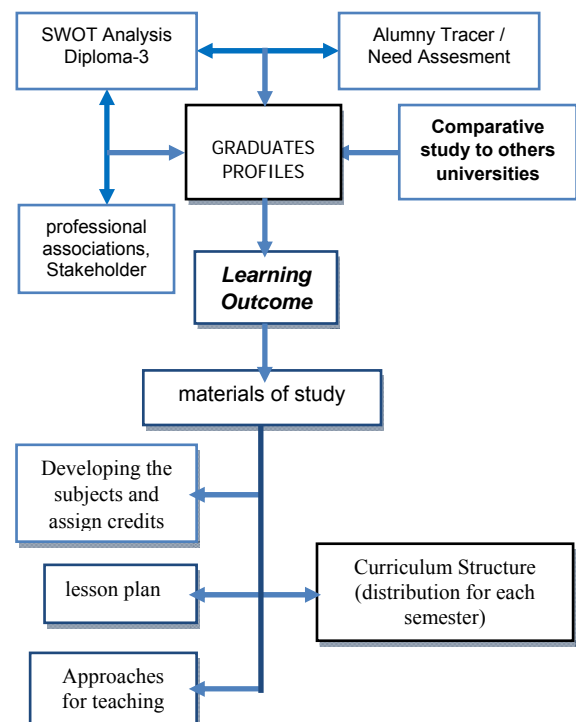 SWOT Analysis
Diploma-3
Alumny Tracer /
Need Assesment
GRADUATES
PROFILES
Comparative
study to others
universities
professional
associations,
Stakeholder
Learning
Outcome
materials of study
Developing the
subjects and
assign credits
lesson plan
Curriculum Structure
(distribution for each
semester)
Approaches
for teaching